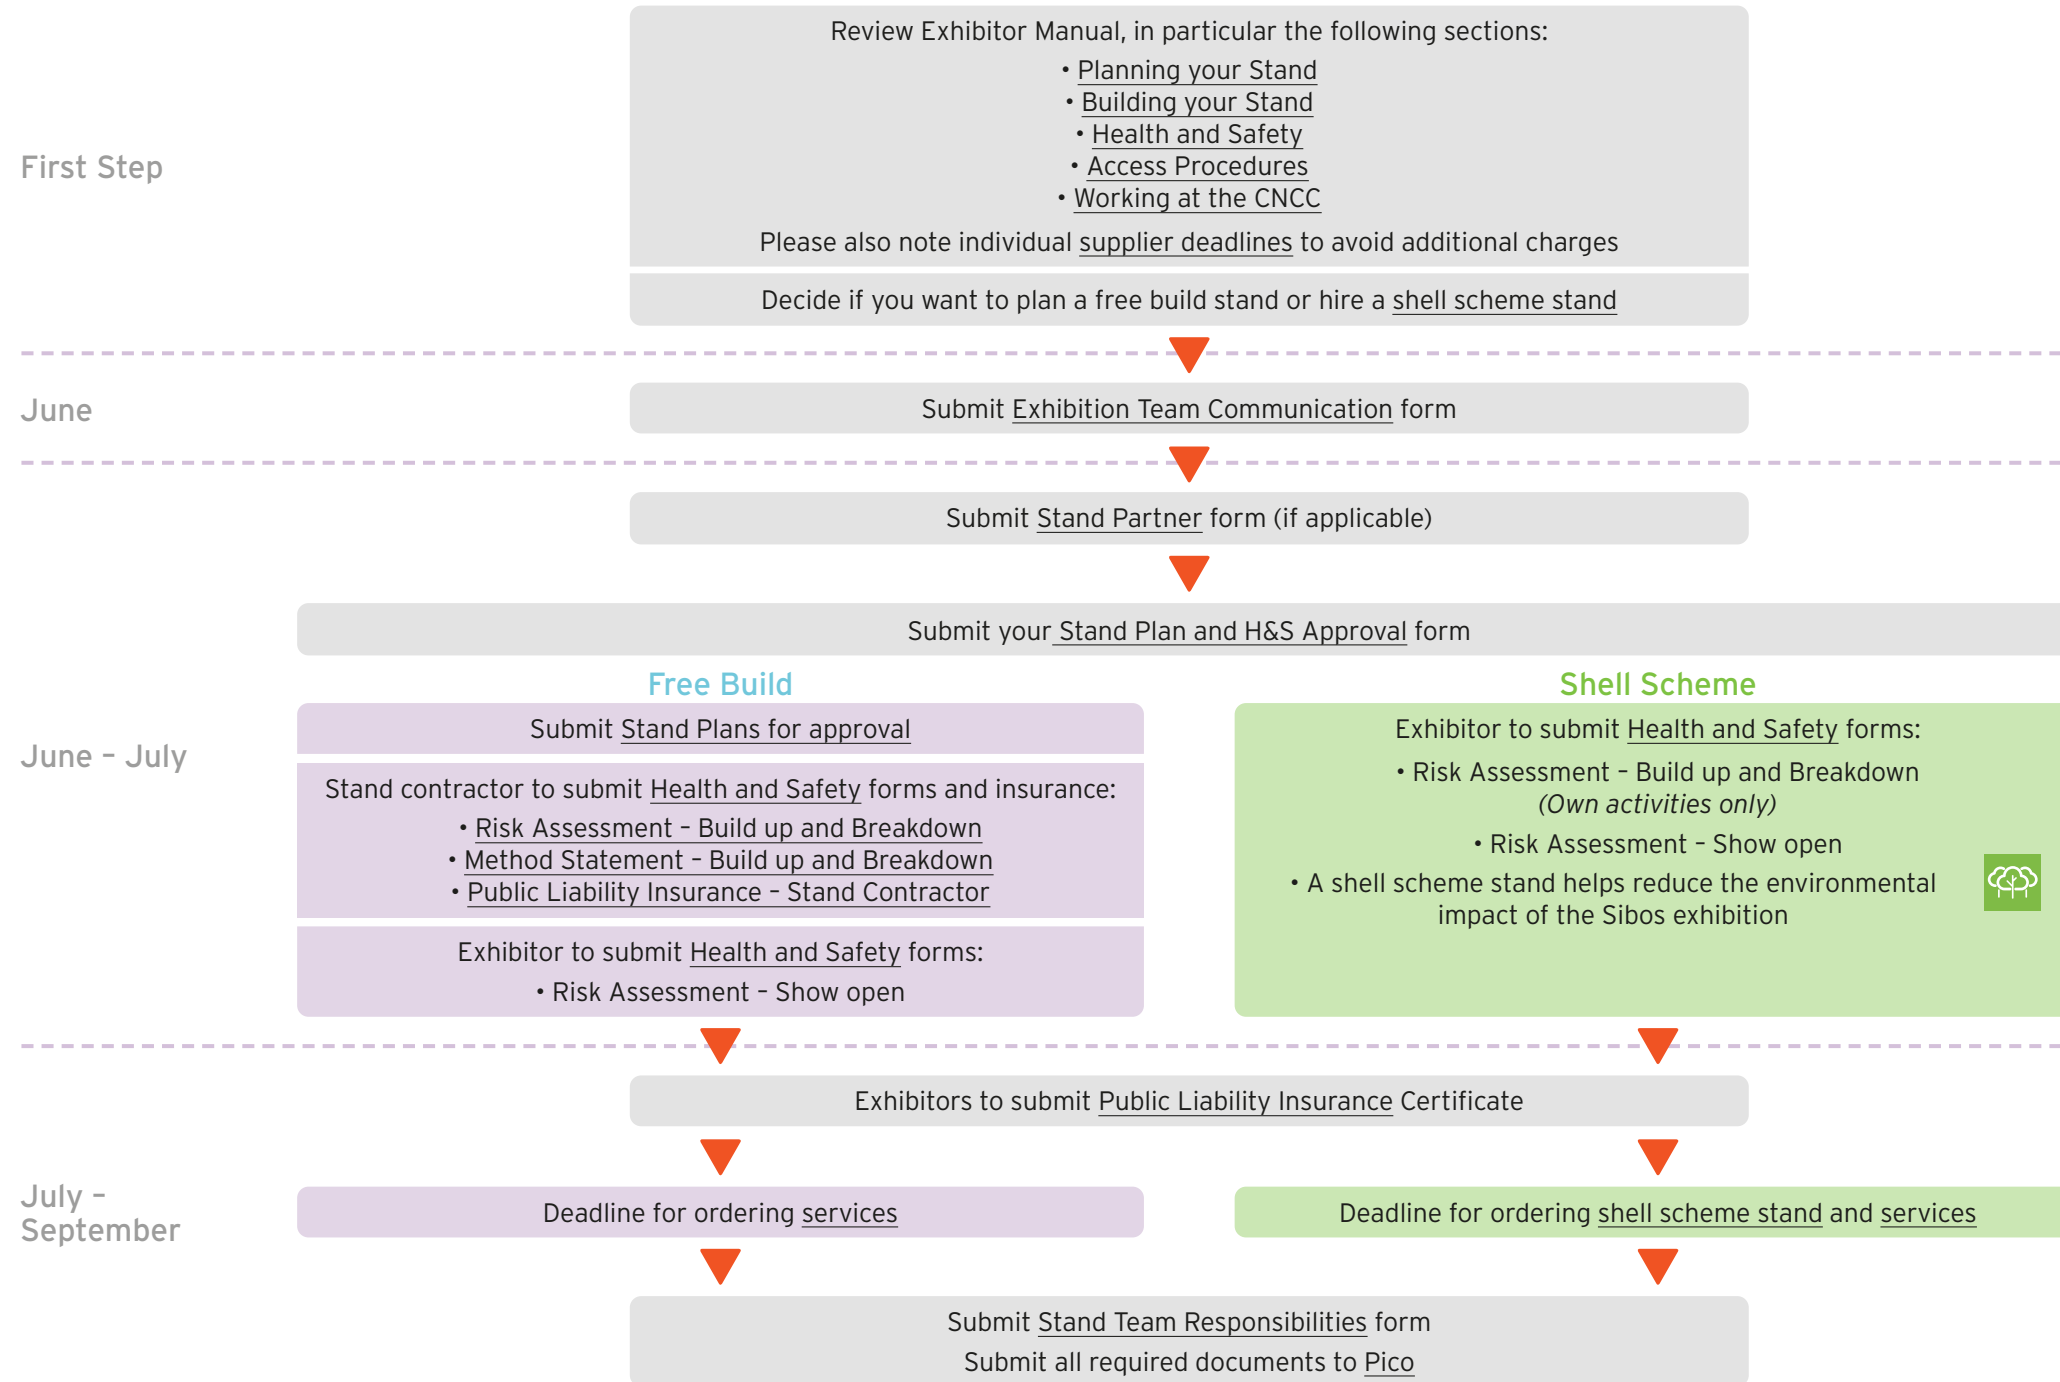 Review Exhibitor Manual, in particular the following sections:
• Planning your Stand
• Building your Stand
• Health and Safety
• Access Procedures
• Working at the CNCC
First Step
Please also note individual supplier deadlines to avoid additional charges
Decide if you want to plan a free build stand or hire a shell scheme stand
June
Submit Exhibition Team Communication form
Submit Stand Partner form (if applicable)
Submit your Stand Plan and H&S Approval form
June – July
Free Build
Submit Stand Plans for approval
Stand contractor to submit Health and Safety forms and insurance:
• Risk Assessment – Build up and Breakdown
• Method Statement – Build up and Breakdown
• Public Liability Insurance – Stand Contractor
Exhibitor to submit Health and Safety forms:
• Risk Assessment – Show open
Shell Scheme
Exhibitor to submit Health and Safety forms:
• Risk Assessment – Build up and Breakdown
(Own activities only)
• Risk Assessment – Show open
• A shell scheme stand helps reduce the environmental
impact of the Sibos exhibition
Exhibitors to submit Public Liability Insurance Certificate
July –
September
Deadline for ordering services
Deadline for ordering shell scheme stand and services
Submit Stand Team Responsibilities form
Submit all required documents to Pico